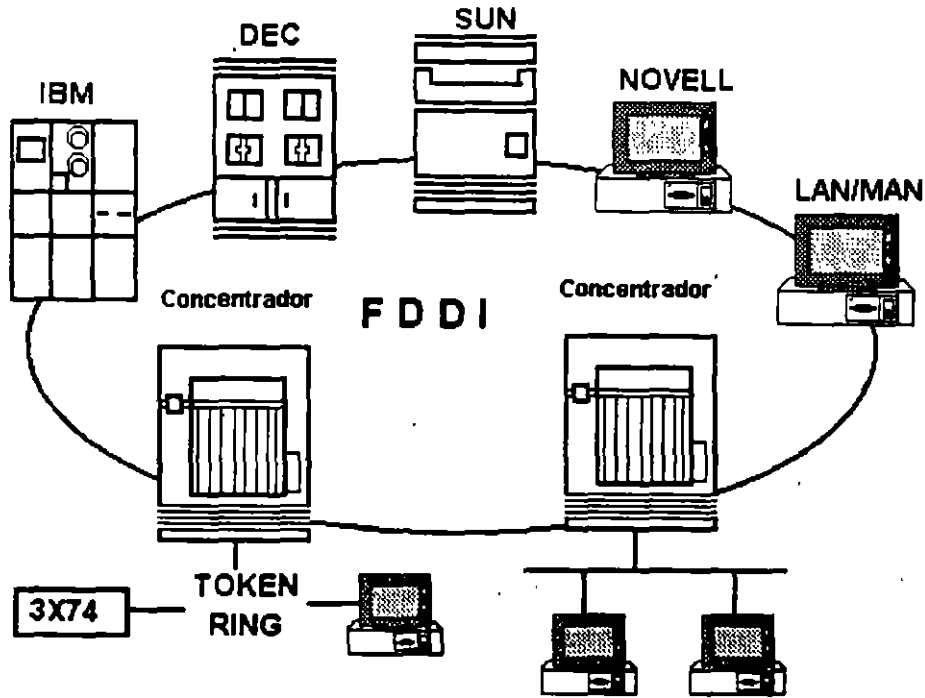 SUN
DEC
IBM
NOVELL
LAN/MAN
Concentrador
Concentrador
F D D I
3X74
TOKEN
RING